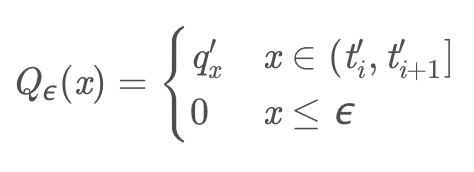 Q_ϵ(x) = { q′_x   x ∈ (t′_i, t′_{i+1}]
0   x ≤ ϵ